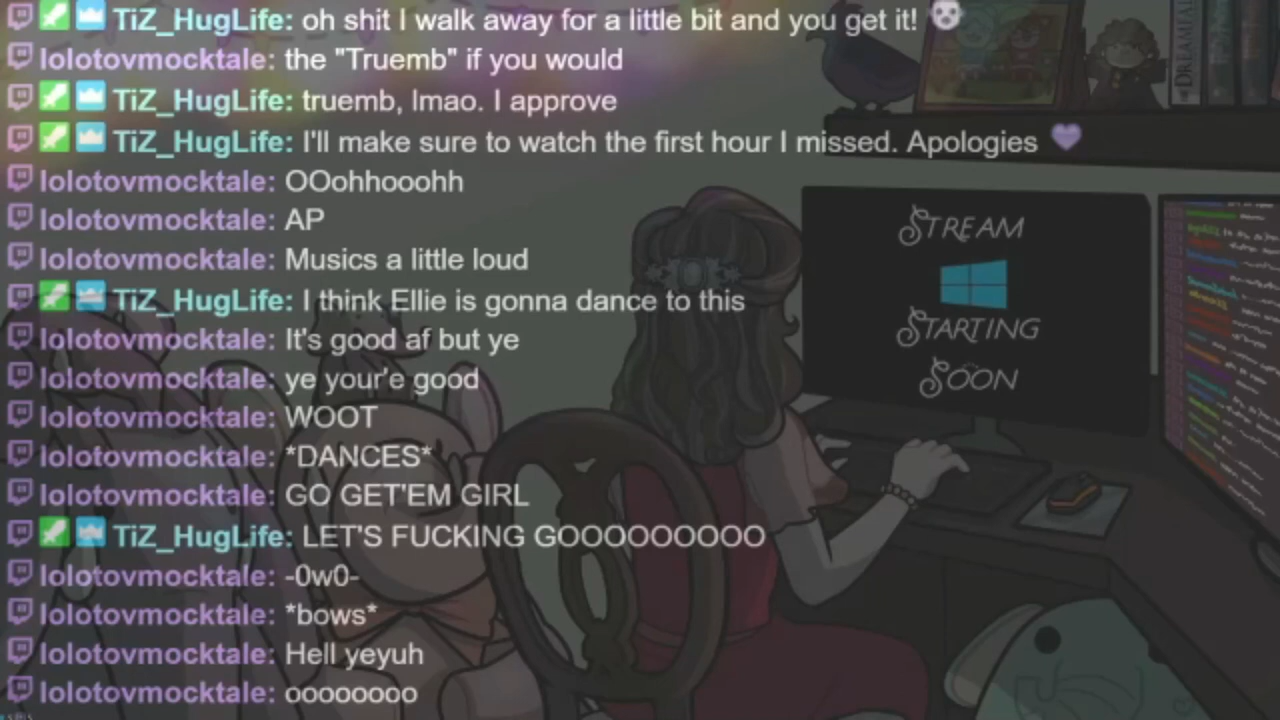 TiZ_HugLife: oh shit I walk away for a little bit and you get it!
lolotovmocktale: the "Truemb" if you would
TiZ_HugLife: truemb, lmao. I approve
TiZ_HugLife: I'll make sure to watch the first hour I missed. Apologies
lolotovmocktale: OOohhooohh
lolotovmocktale: AP
lolotovmocktale: Musics a little loud
TiZ_HugLife: I think Ellie is gonna dance to this
lolotovmocktale: It's good af but ye
lolotovmocktale: ye your'e good
lolotovmocktale: WOOT
lolotovmocktale: *DANCES*
lolotovmocktale: GO GET'EM GIRL
TiZ_HugLife: LET'S FUCKING GOOOOOOOOO
lolotovmocktale: -0w0-
lolotovmocktale: *bows*
lolotovmocktale: Hell yeyuh
lolotovmocktale: oooooooo
STREAM
STARTING
SOON